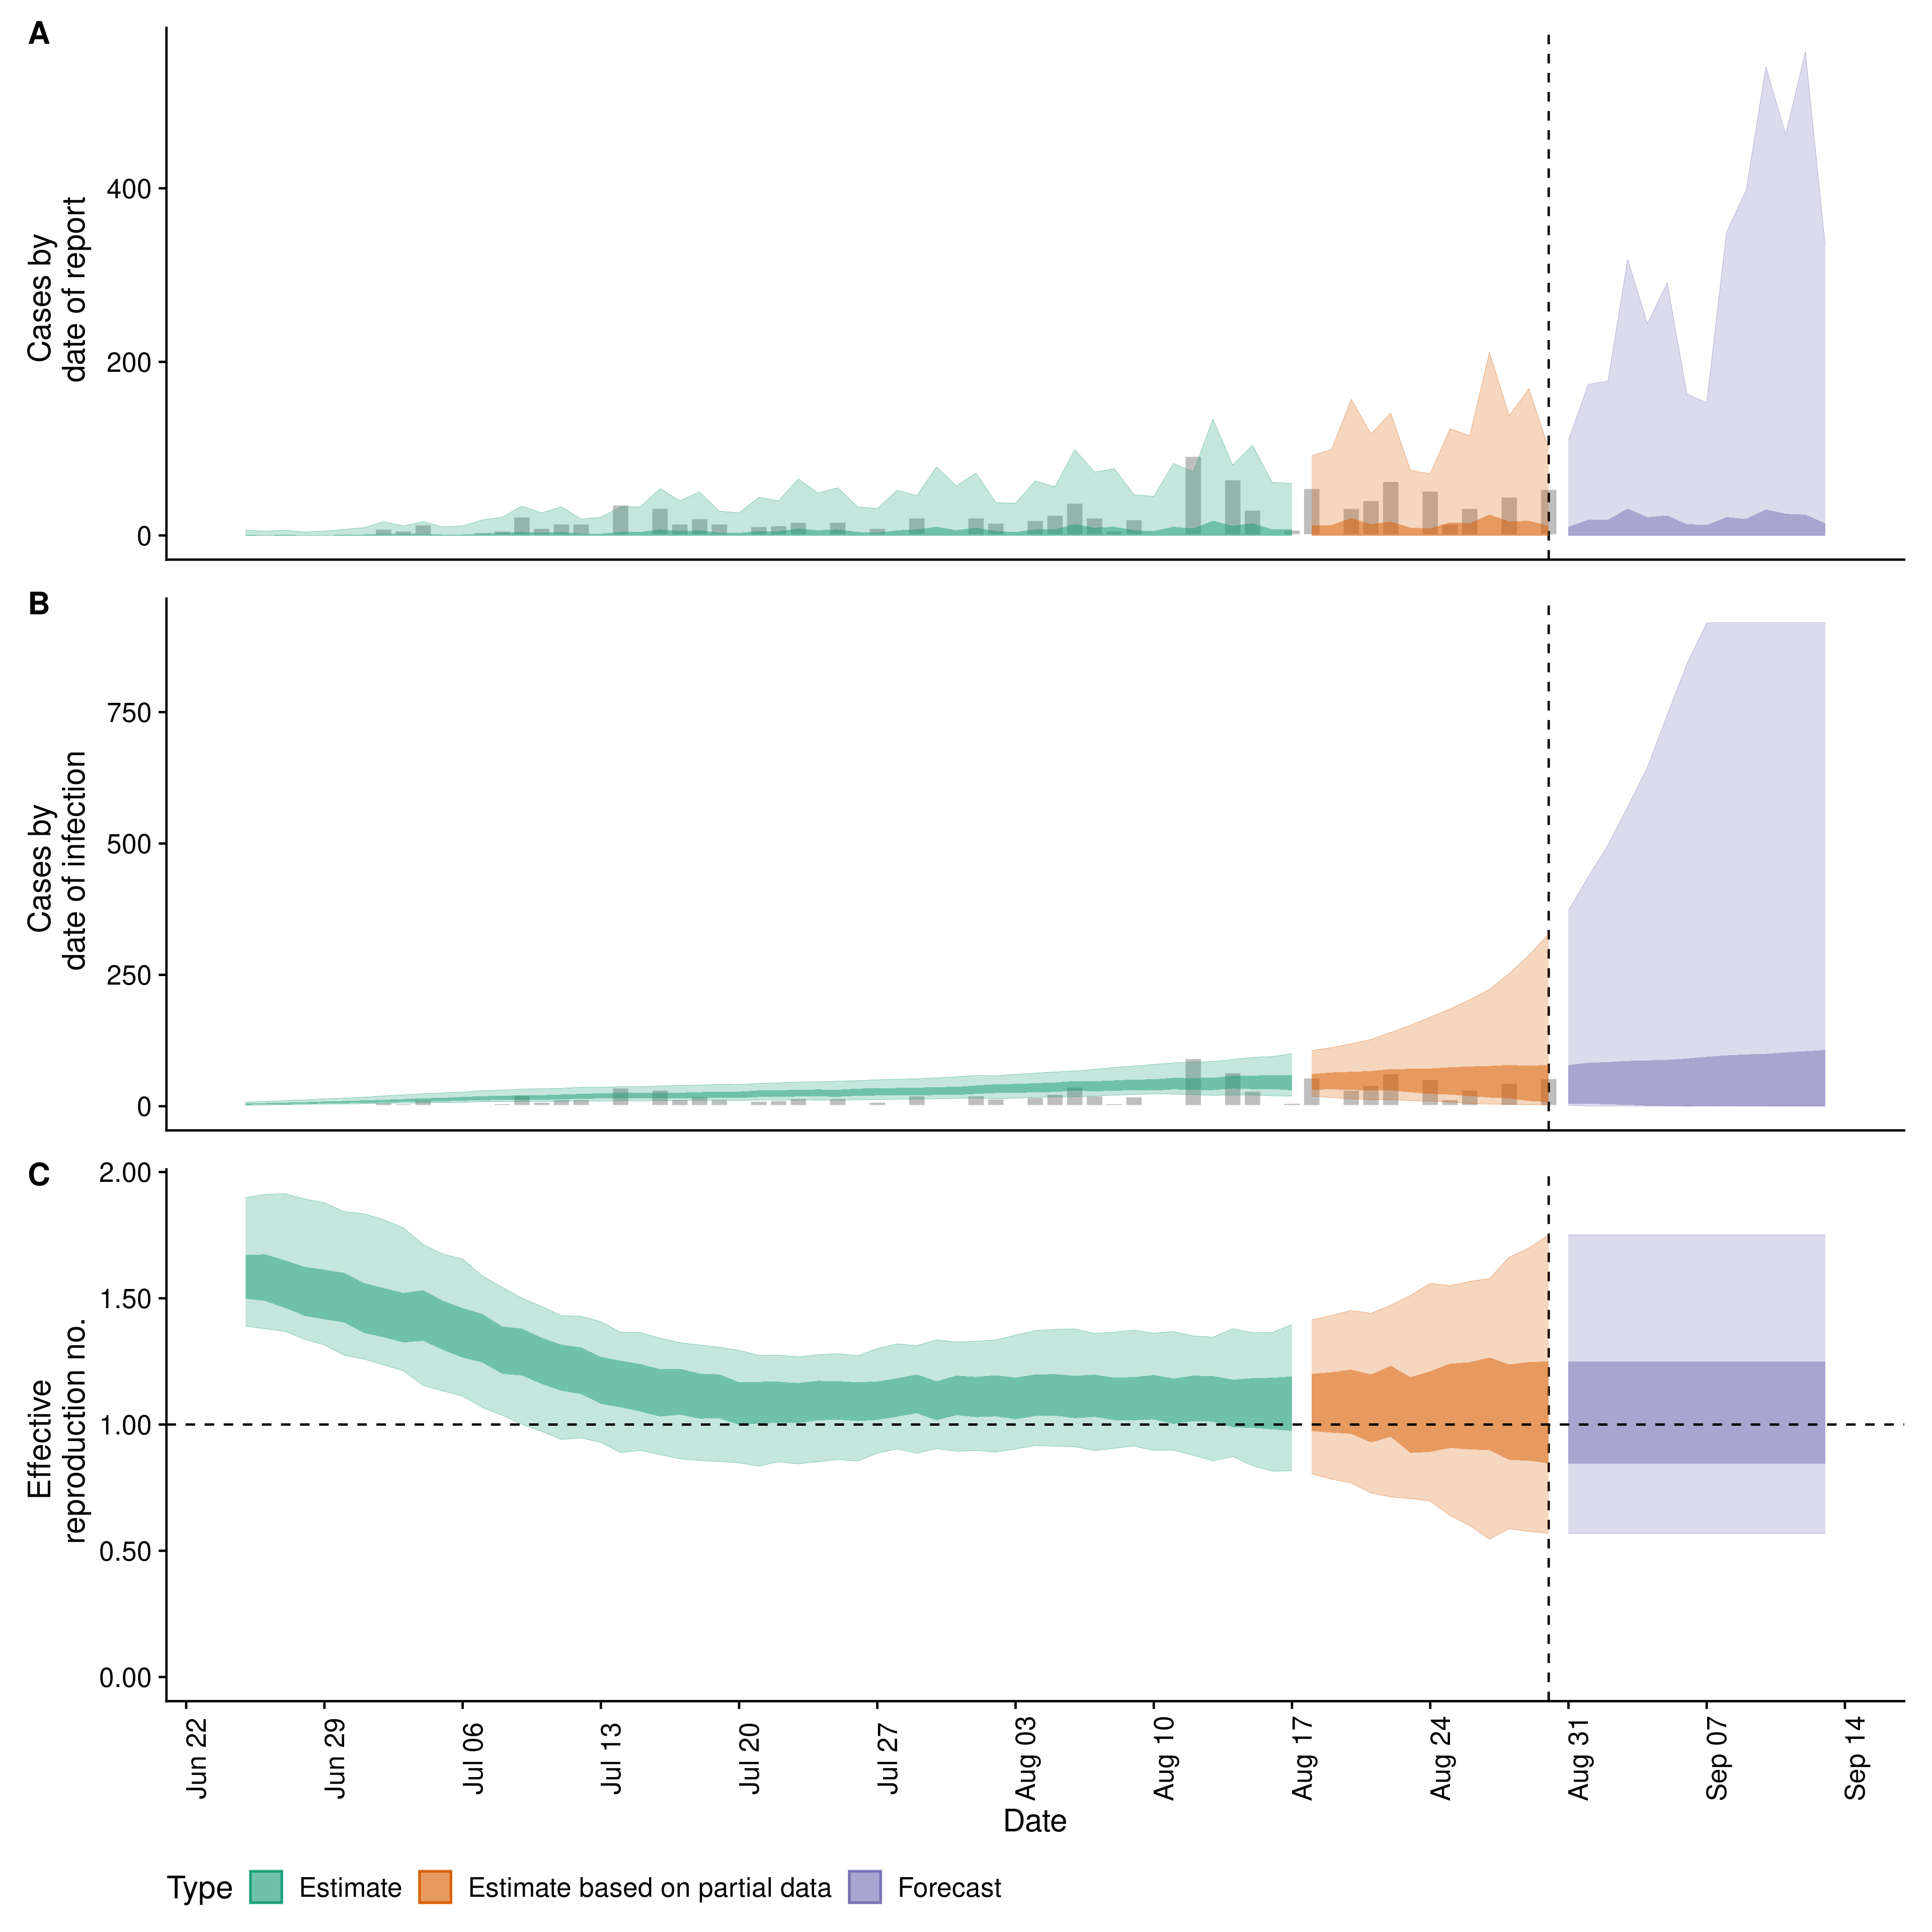 A
Cases by
date of report
400
200
0
B
Cases by
date of infection
750
500
250
0
C
Effective
reproduction no.
2.00
1.50
1.00
0.50
0.00
Jun 22
Jun 29
Jul 06
Jul 13
Jul 20
Jul 27
Aug 03
Aug 10
Aug 17
Aug 24
Aug 31
Sep 07
Sep 14
Date
Type Estimate Estimate based on partial data Forecast